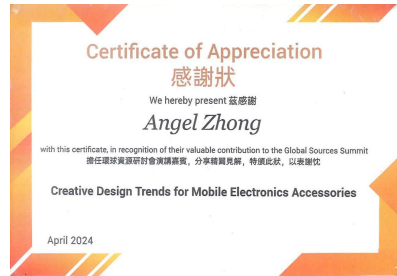 Certificate of Appreciation
感謝狀
We hereby present 茲感謝
Angel Zhong
with this certificate, in recognition of their valuable contribution to the Global Sources Summit
擔任環球資源研討會演講嘉賓，分享精闢見解，特頒此狀，以表謝忱
Creative Design Trends for Mobile Electronics Accessories
April 2024